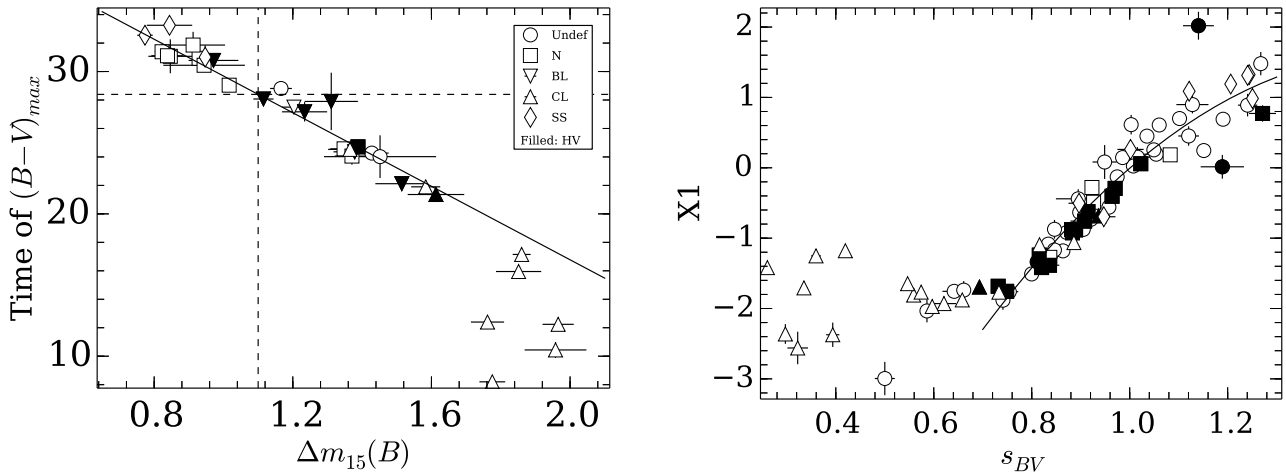 Time of (B−V)max
30
20
10
0.8 1.2 1.6 2.0
Δm15(B)
Undef
N
BL
CL
SS
Filled: HV
X1
2
1
0
−1
−2
−3
0.4 0.6 0.8 1.0 1.2
sBV